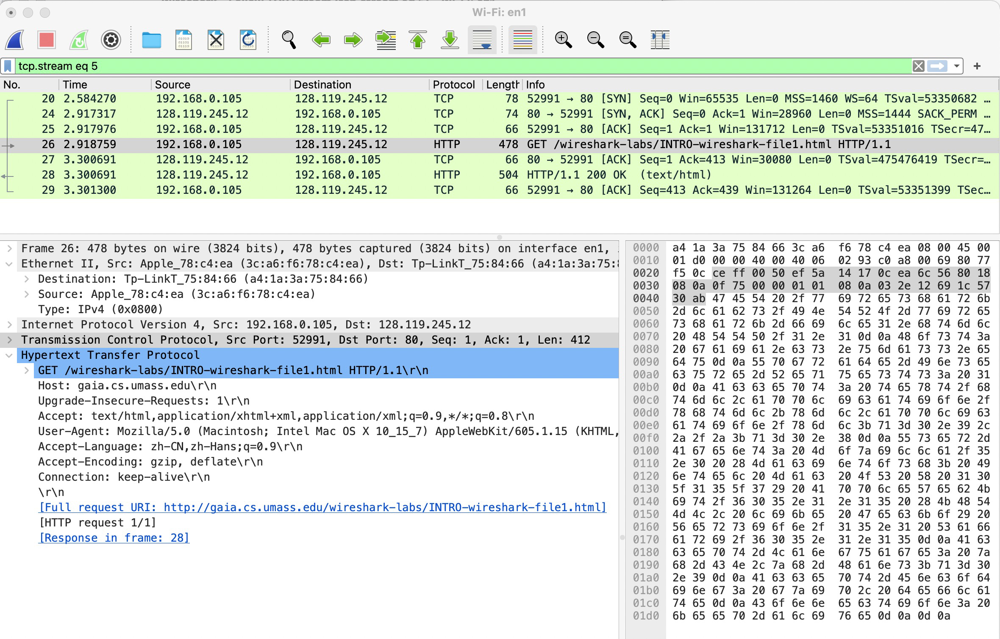 Wi-Fi: en1
tcp.stream eq 5
No. Time Source Destination Protocol Length Info
20 2.584270 192.168.0.105 128.119.245.12 TCP 78 52991 → 80 [SYN] Seq=0 Win=65535 Len=0 MSS=1460 WS=64 TSval=53350682 …
24 2.917317 128.119.245.12 192.168.0.105 TCP 74 80 → 52991 [SYN, ACK] Seq=0 Ack=1 Win=28960 Len=0 MSS=1444 SACK_PERM …
25 2.917976 192.168.0.105 128.119.245.12 TCP 66 52991 → 80 [ACK] Seq=1 Ack=1 Win=131712 Len=0 TSval=53351016 TSecr=47…
26 2.918759 192.168.0.105 128.119.245.12 HTTP 478 GET /wireshark-labs/INTRO-wireshark-file1.html HTTP/1.1
27 3.300691 128.119.245.12 192.168.0.105 TCP 66 80 → 52991 [ACK] Seq=1 Ack=413 Win=30080 Len=0 TSval=475476419 TSecr=…
28 3.300691 128.119.245.12 192.168.0.105 HTTP 504 HTTP/1.1 200 OK  (text/html)
29 3.301300 192.168.0.105 128.119.245.12 TCP 66 52991 → 80 [ACK] Seq=413 Ack=439 Win=131264 Len=0 TSval=53351399 TSec…
Frame 26: 478 bytes on wire (3824 bits), 478 bytes captured (3824 bits) on interface en1,
Ethernet II, Src: Apple_78:c4:ea (3c:a6:f6:78:c4:ea), Dst: Tp-LinkT_75:84:66 (a4:1a:3a:75:8
Destination: Tp-LinkT_75:84:66 (a4:1a:3a:75:84:66)
Source: Apple_78:c4:ea (3c:a6:f6:78:c4:ea)
Type: IPv4 (0x0800)
Internet Protocol Version 4, Src: 192.168.0.105, Dst: 128.119.245.12
Transmission Control Protocol, Src Port: 52991, Dst Port: 80, Seq: 1, Ack: 1, Len: 412
Hypertext Transfer Protocol
GET /wireshark-labs/INTRO-wireshark-file1.html HTTP/1.1\r\n
Host: gaia.cs.umass.edu\r\n
Upgrade-Insecure-Requests: 1\r\n
Accept: text/html,application/xhtml+xml,application/xml;q=0.9,*/*;q=0.8\r\n
User-Agent: Mozilla/5.0 (Macintosh; Intel Mac OS X 10_15_7) AppleWebKit/605.1.15 (KHTML,
Accept-Language: zh-CN,zh-Hans;q=0.9\r\n
Accept-Encoding: gzip, deflate\r\n
Connection: keep-alive\r\n
\r\n
[Full request URI: http://gaia.cs.umass.edu/wireshark-labs/INTRO-wireshark-file1.html]
[HTTP request 1/1]
[Response in frame: 28]
0000 a4 1a 3a 75 84 66 3c a6 f6 78 c4 ea 08 00 45 00
0010 01 d0 00 00 40 00 40 06 02 93 c0 a8 00 69 80 77
0020 f5 0c ce ff 00 50 ef 5a 14 17 0c ea 6c 56 80 18
0030 08 0a 0f 75 00 00 01 01 08 0a 03 2e 12 69 1c 57
0040 30 ab 47 45 54 20 2f 77 69 72 65 73 68 61 72 6b
0050 2d 6c 61 62 73 2f 49 4e 54 52 4f 2d 77 69 72 65
0060 73 68 61 72 6b 2d 66 69 6c 65 31 2e 68 74 6d 6c
0070 20 48 54 54 50 2f 31 2e 31 0d 0a 48 6f 73 74 3a
0080 20 67 61 69 61 2e 63 73 2e 75 6d 61 73 73 2e 65
0090 64 75 0d 0a 55 70 67 72 61 64 65 2d 49 6e 73 65
00a0 63 75 72 65 2d 52 65 71 75 65 73 74 73 3a 20 31
00b0 0d 0a 41 63 63 65 70 74 3a 20 74 65 78 74 2f 68
00c0 74 6d 6c 2c 61 70 70 6c 69 63 61 74 69 6f 6e 2f
00d0 78 68 74 6d 6c 2b 78 6d 6c 2c 61 70 70 6c 69 63
00e0 61 74 69 6f 6e 2f 78 6d 6c 3b 71 3d 30 2e 39 2c
00f0 2a 2f 2a 3b 71 3d 30 2e 38 0d 0a 55 73 65 72 2d
0100 41 67 65 6e 74 3a 20 4d 6f 7a 69 6c 6c 61 2f 35
0110 2e 30 20 28 4d 61 63 69 6e 74 6f 73 68 3b 20 49
0120 6e 74 65 6c 20 4d 61 63 20 4f 53 20 58 20 31 30
0130 5f 31 35 5f 37 29 20 41 70 70 6c 65 57 65 62 4b
0140 69 74 2f 36 30 35 2e 31 2e 31 35 20 28 4b 48 54
0150 4d 4c 2c 20 6c 69 6b 65 20 47 65 63 6b 6f 29 20
0160 56 65 72 73 69 6f 6e 2f 31 35 2e 31 20 53 61 66
0170 61 72 69 2f 36 30 35 2e 31 2e 31 35 0d 0a 41 63
0180 63 65 70 74 2d 4c 61 6e 67 75 61 67 65 3a 20 7a
0190 68 2d 43 4e 2c 7a 68 2d 48 61 6e 73 3b 71 3d 30
01a0 2e 39 0d 0a 41 63 63 65 70 74 2d 45 6e 63 6f 64
01b0 69 6e 67 3a 20 67 7a 69 70 2c 20 64 65 66 6c 61
01c0 74 65 0d 0a 43 6f 6e 6e 65 63 74 69 6f 6e 3a 20
01d0 6b 65 65 70 2d 61 6c 69 76 65 0d 0a 0d 0a